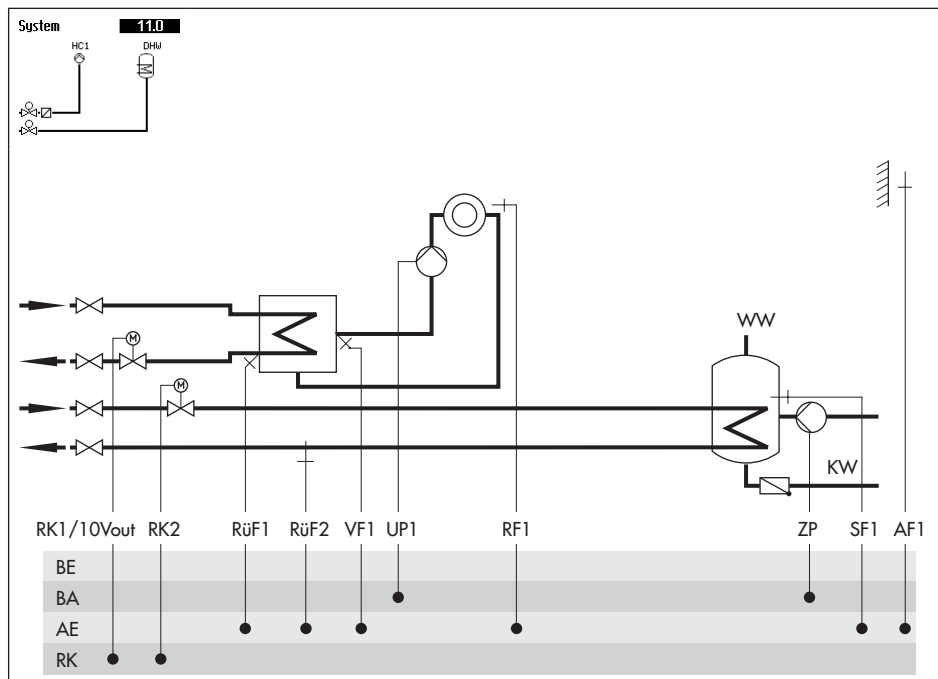 System 11.0
HC1 DHW
M
M
WW
KW
RK1/10Vout RK2 RüF1 RüF2 VF1 UP1 RF1 ZP SF1 AF1
BE
BA
AE
RK